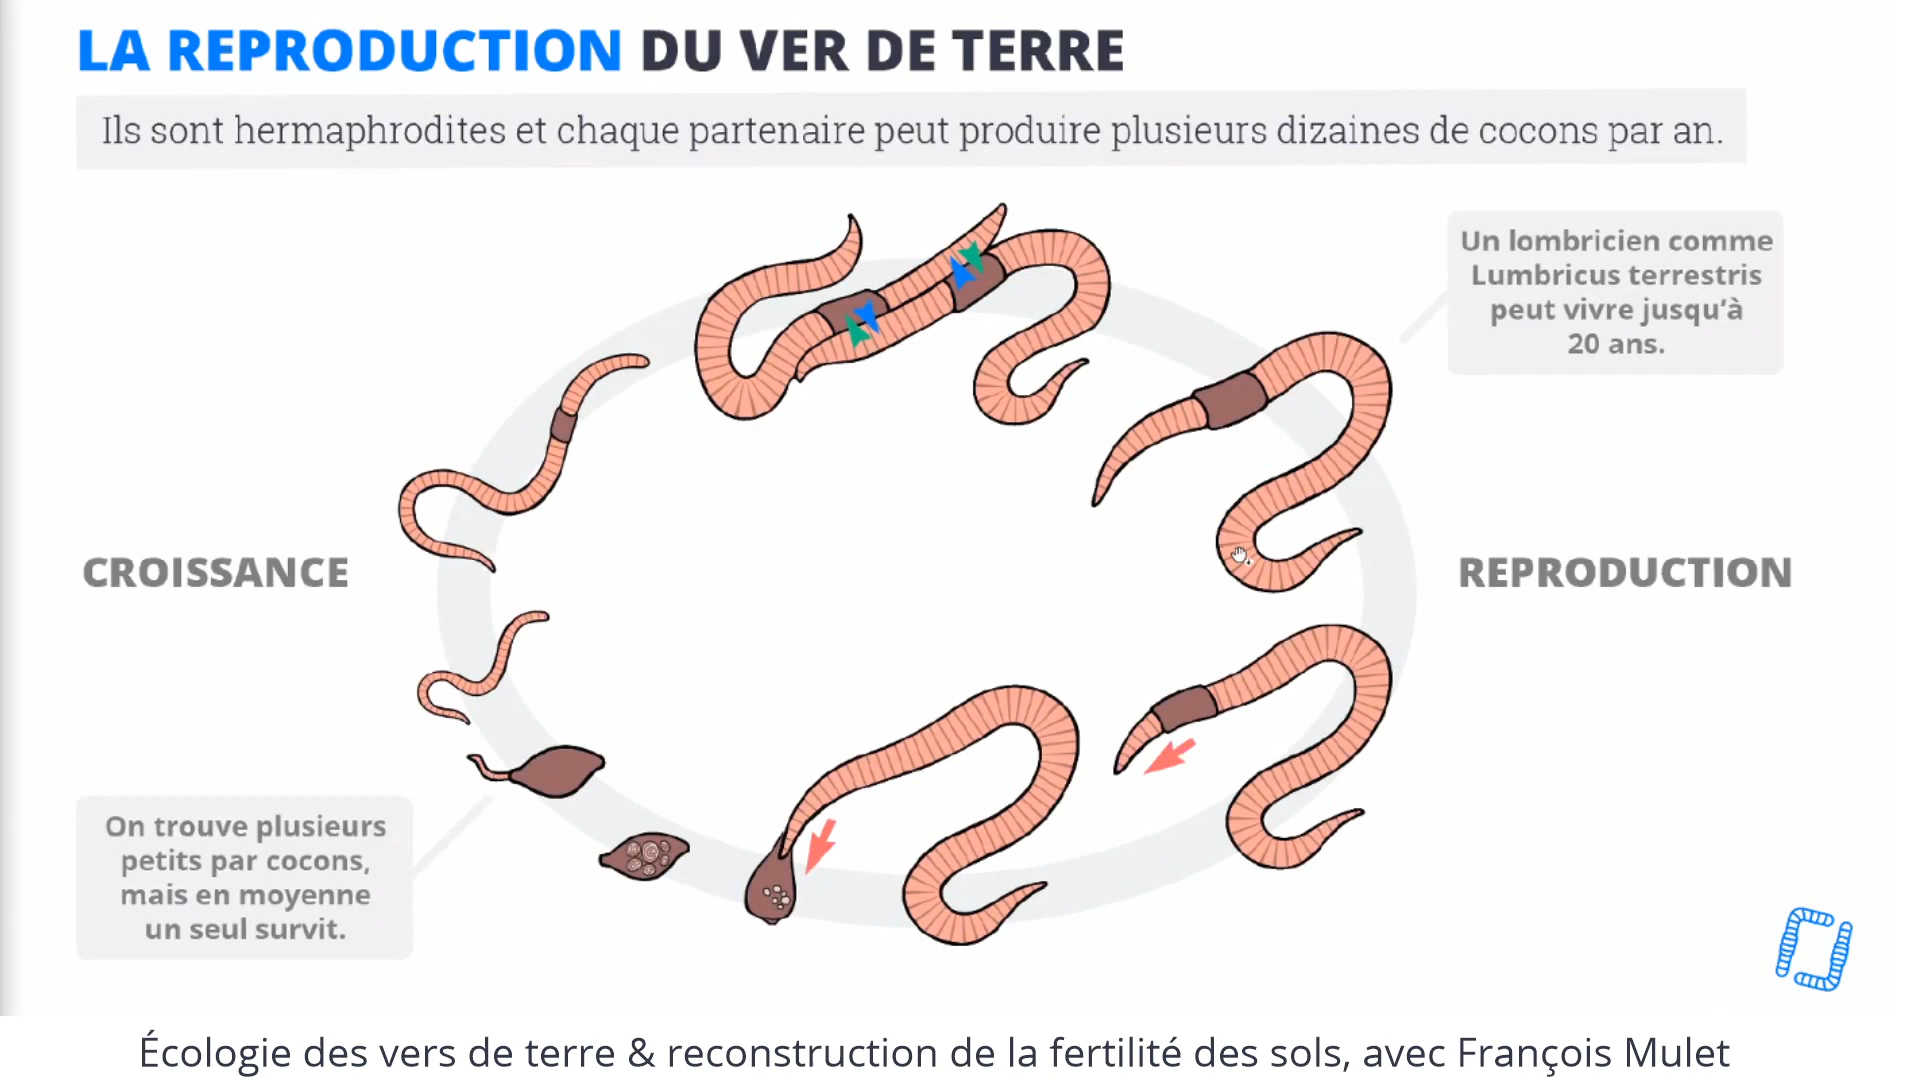 LA REPRODUCTION DU VER DE TERRE
Ils sont hermaphrodites et chaque partenaire peut produire plusieurs dizaines de cocons par an.
Un lombricien comme
Lumbricus terrestris
peut vivre jusqu'à
20 ans.
CROISSANCE
REPRODUCTION
On trouve plusieurs
petits par cocons,
mais en moyenne
un seul survit.
Écologie des vers de terre & reconstruction de la fertilité des sols, avec François Mulet